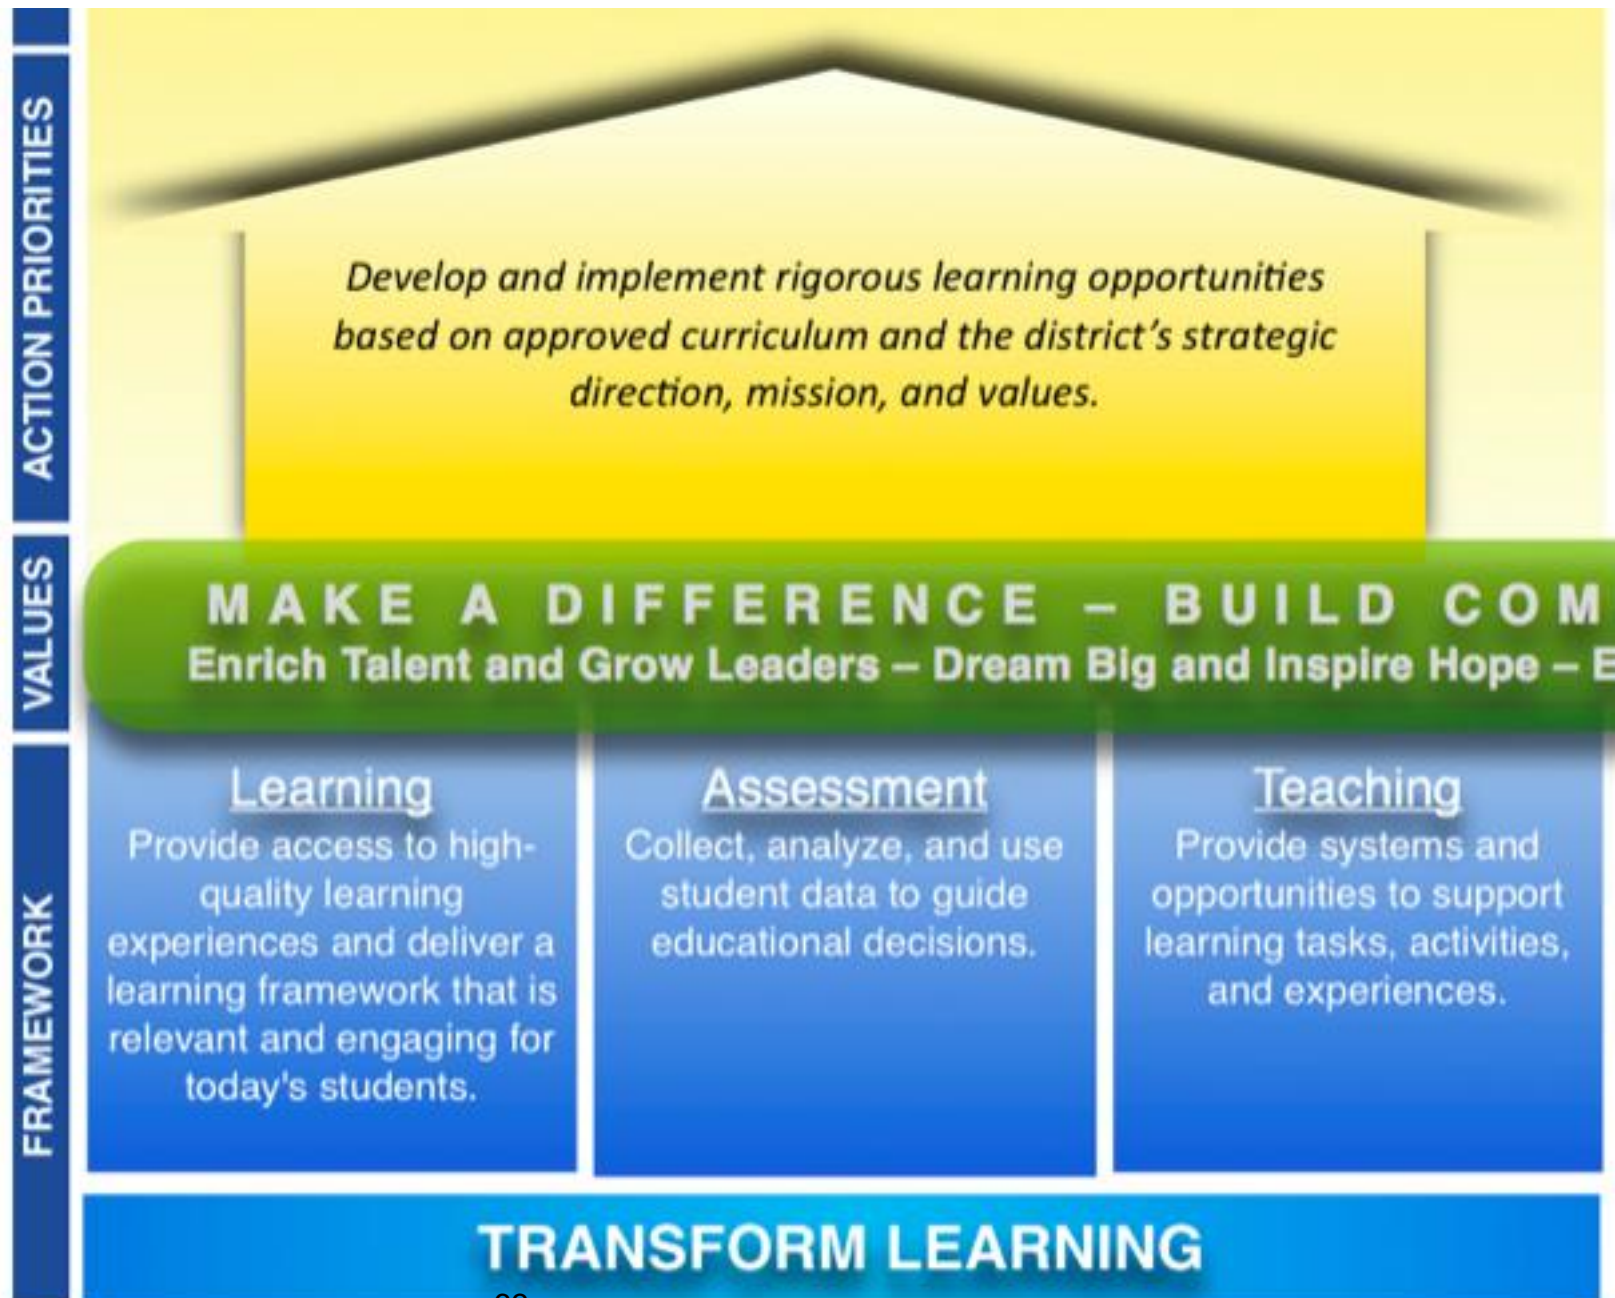 ACTION PRIORITIES
Develop and implement rigorous learning opportunities
based on approved curriculum and the district's strategic
direction, mission, and values.
VALUES
MAKE A DIFFERENCE – BUILD COM
Enrich Talent and Grow Leaders – Dream Big and Inspire Hope – E
FRAMEWORK
Learning
Provide access to high-
quality learning
experiences and deliver a
learning framework that is
relevant and engaging for
today's students.
Assessment
Collect, analyze, and use
student data to guide
educational decisions.
Teaching
Provide systems and
opportunities to support
learning tasks, activities,
and experiences.
TRANSFORM LEARNING